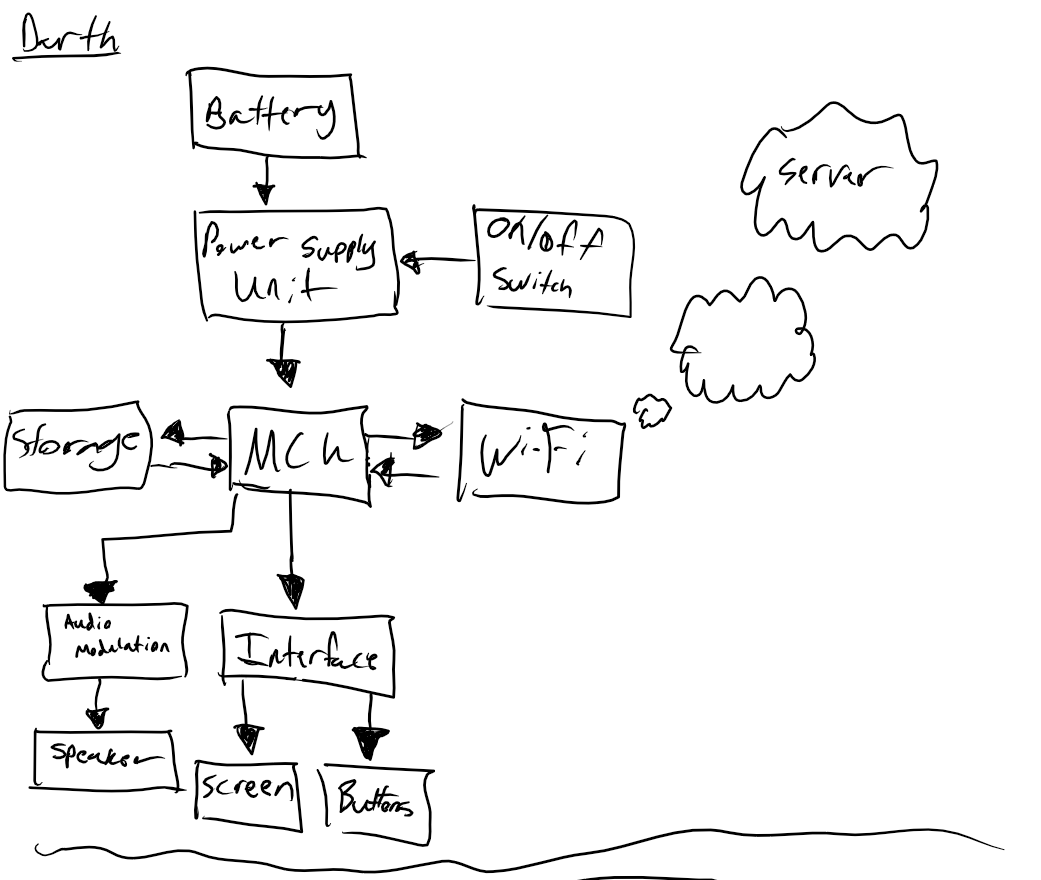 Darth
Battery
Power Supply
Unit
On/Off
Switch
Server
Storage
MCU
Wi-Fi
Audio
Modulation
Interface
Speaker
Screen
Buttons